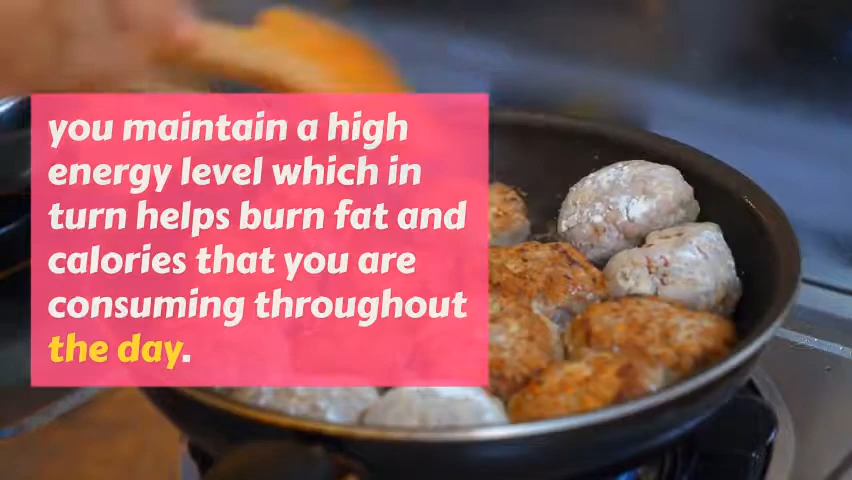 you maintain a high
energy level which in
turn helps burn fat and
calories that you are
consuming throughout
the day.